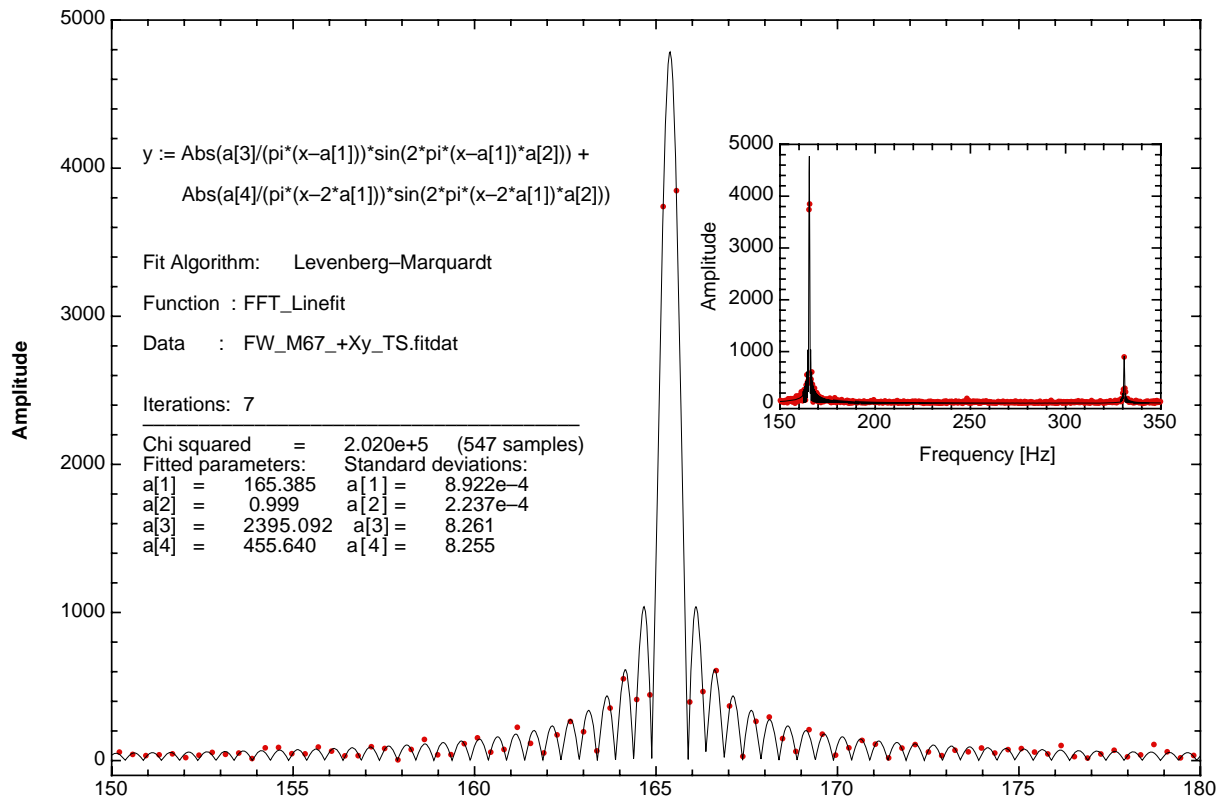 5000
4000
3000
2000
1000
0
Amplitude
150 155 160 165 170 175 180
y := Abs(a[3]/(pi*(x–a[1]))*sin(2*pi*(x–a[1])*a[2])) +
Abs(a[4]/(pi*(x–2*a[1]))*sin(2*pi*(x–2*a[1])*a[2]))
Fit Algorithm: Levenberg–Marquardt
Function : FFT_Linefit
Data : FW_M67_+Xy_TS.fitdat
Iterations: 7
Chi squared = 2.020e+5 (547 samples)
Fitted parameters: Standard deviations:
a[1] = 165.385 a[1] = 8.922e–4
a[2] = 0.999 a[2] = 2.237e–4
a[3] = 2395.092 a[3] = 8.261
a[4] = 455.640 a[4] = 8.255
5000
4000
3000
2000
1000
0
Amplitude
150 200 250 300 350
Frequency [Hz]